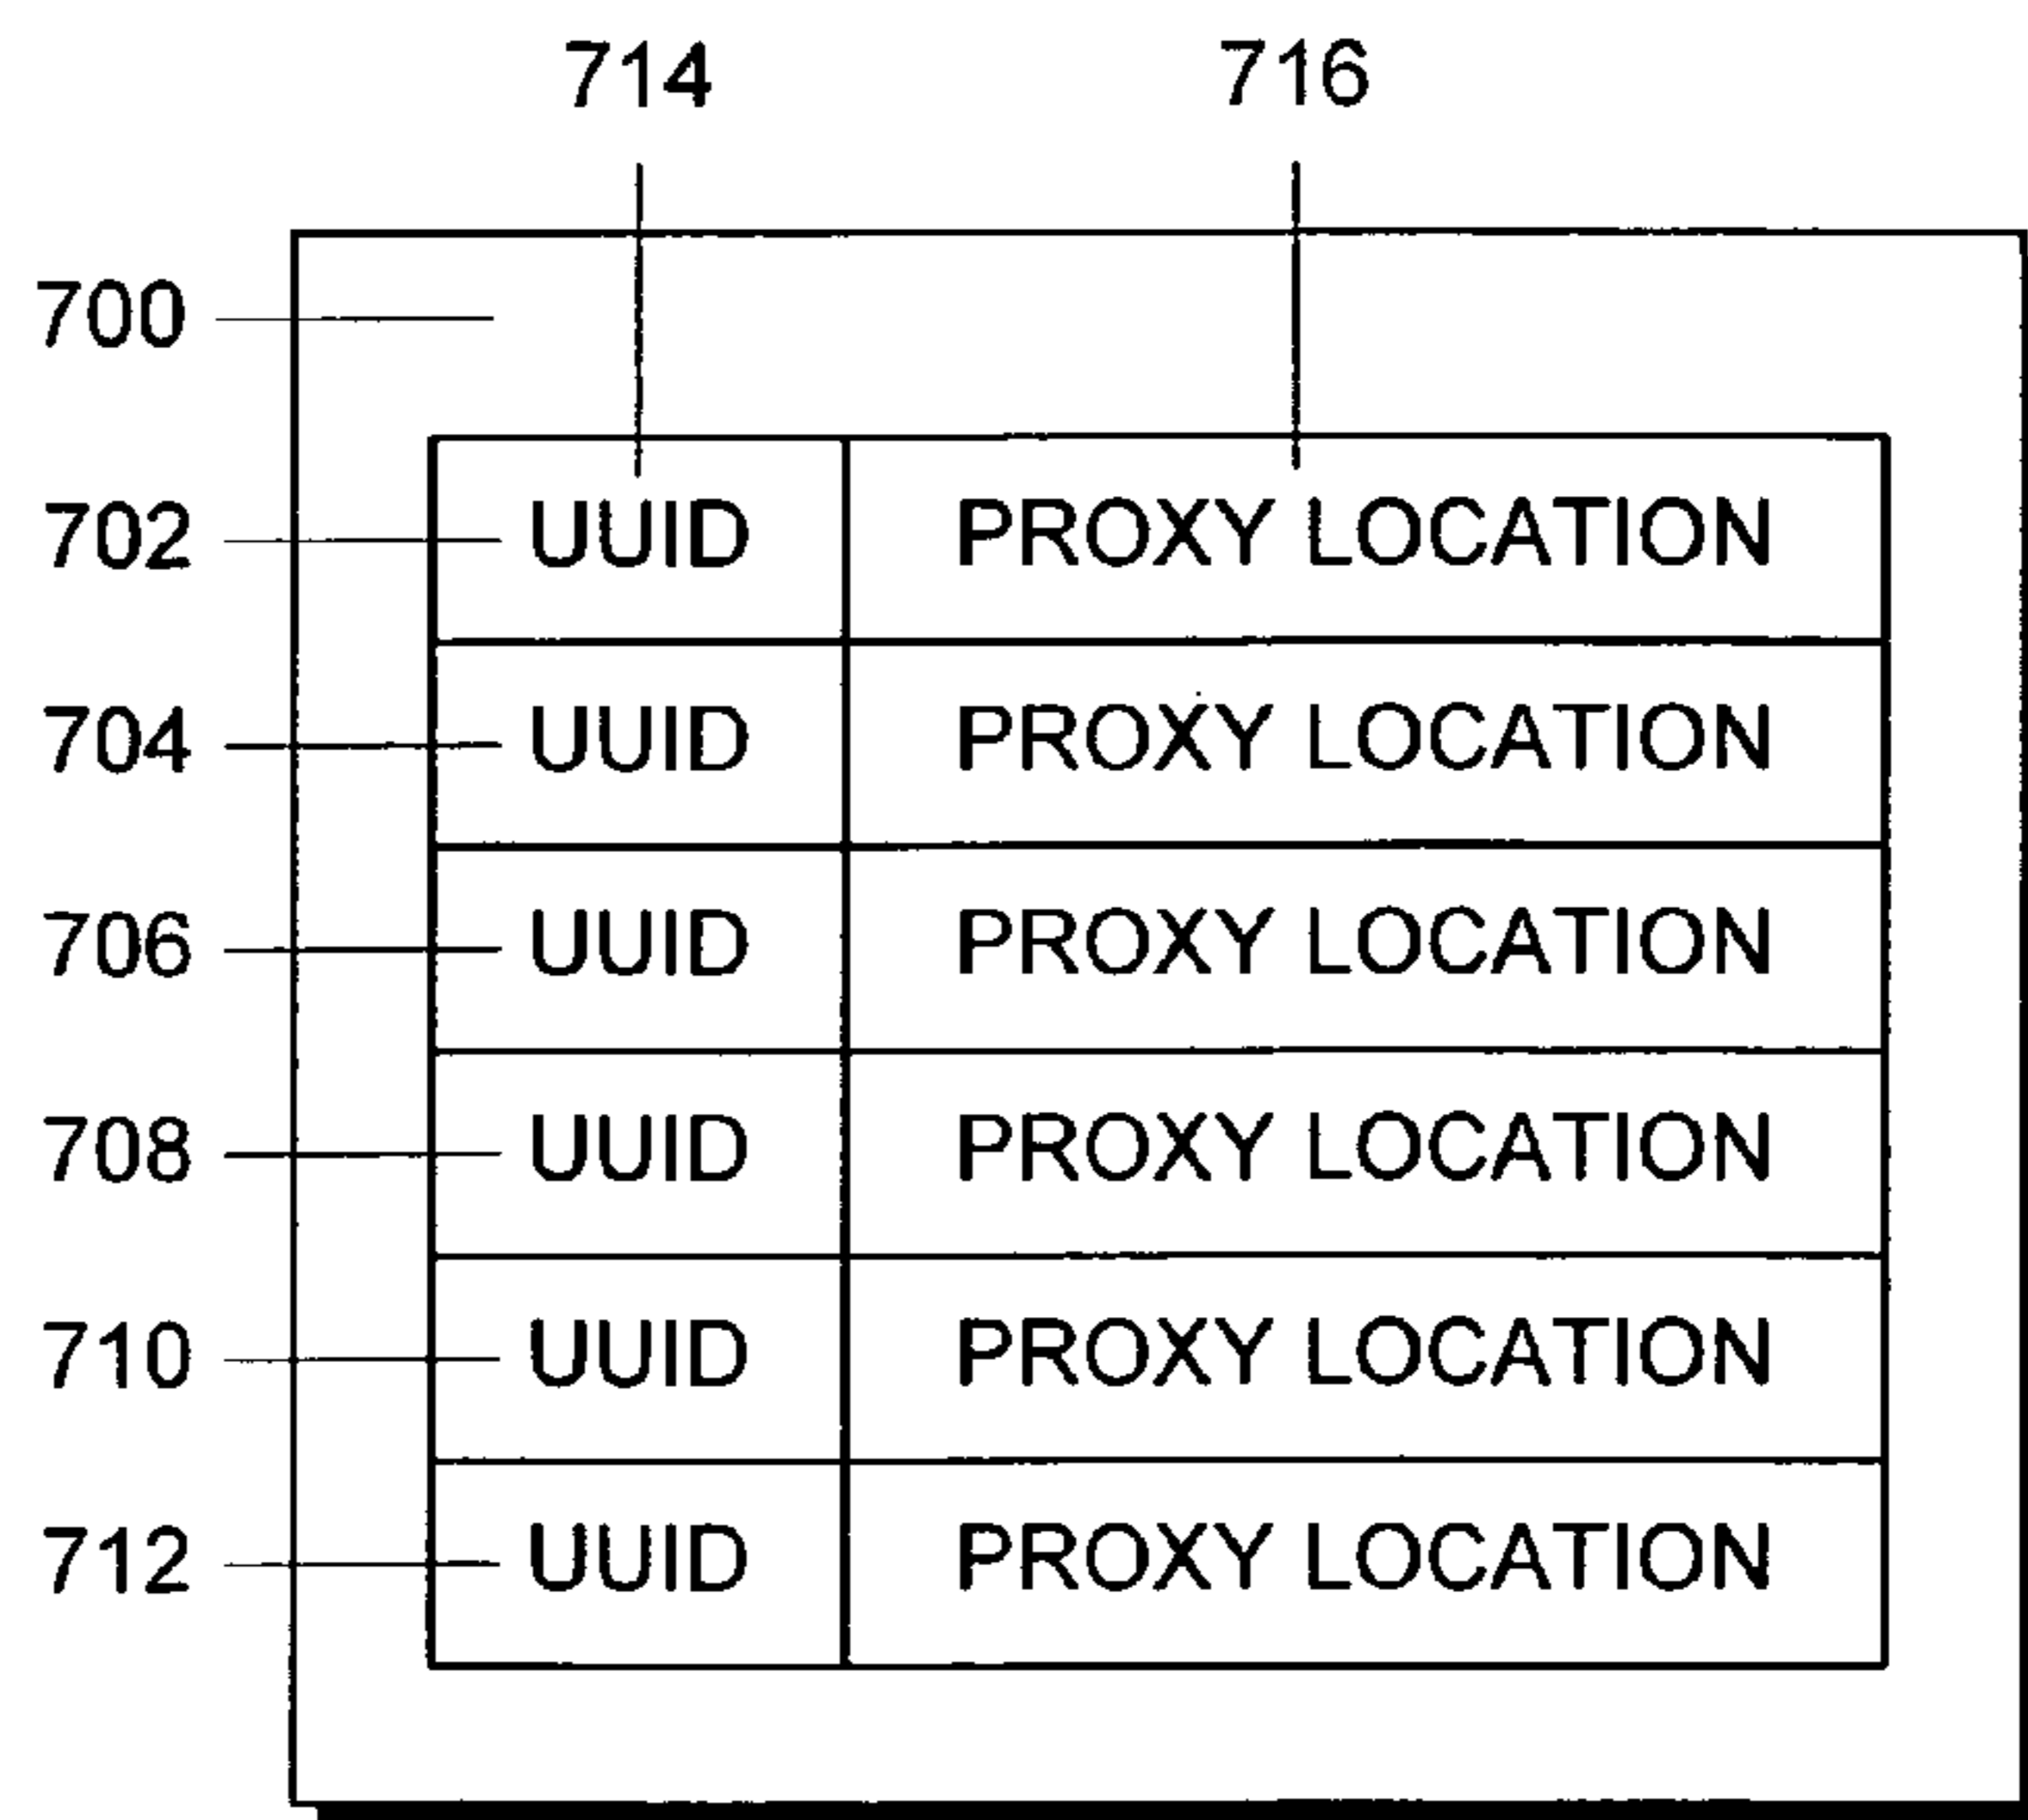 714 716
700
702 UUID PROXY LOCATION
704 UUID PROXY LOCATION
706 UUID PROXY LOCATION
708 UUID PROXY LOCATION
710 UUID PROXY LOCATION
712 UUID PROXY LOCATION